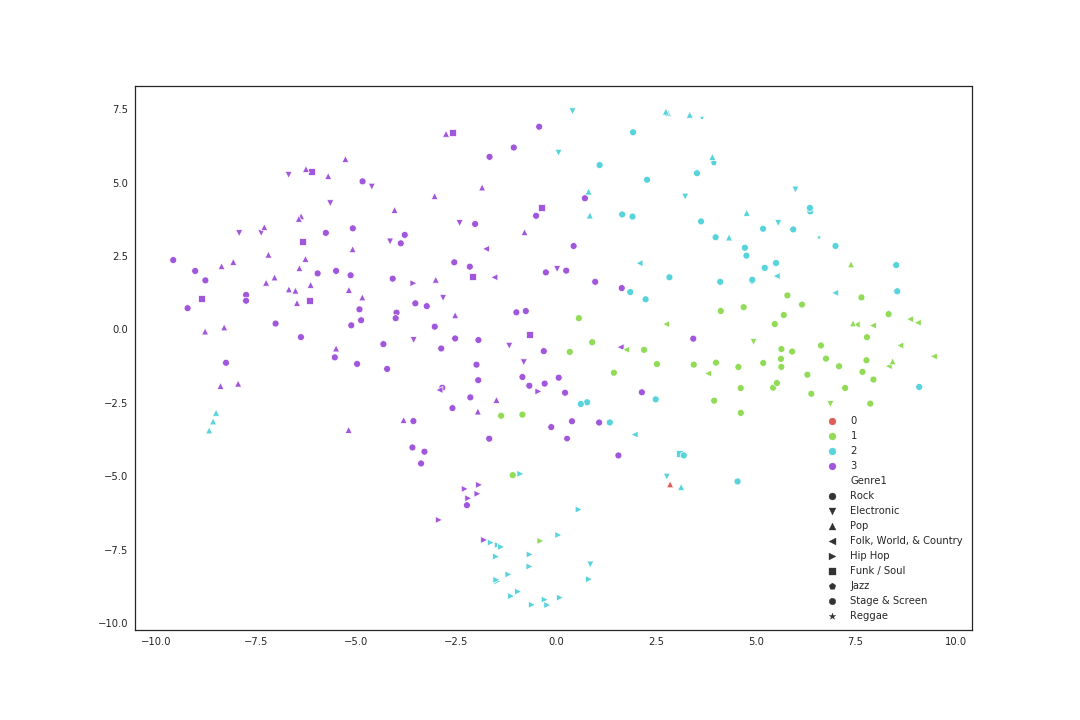 7.5
5.0
2.5
0.0
−2.5
−5.0
−7.5
−10.0
−10.0 −7.5 −5.0 −2.5 0.0 2.5 5.0 7.5 10.0
0
1
2
3
Genre1
Rock
Electronic
Pop
Folk, World, & Country
Hip Hop
Funk / Soul
Jazz
Stage & Screen
Reggae